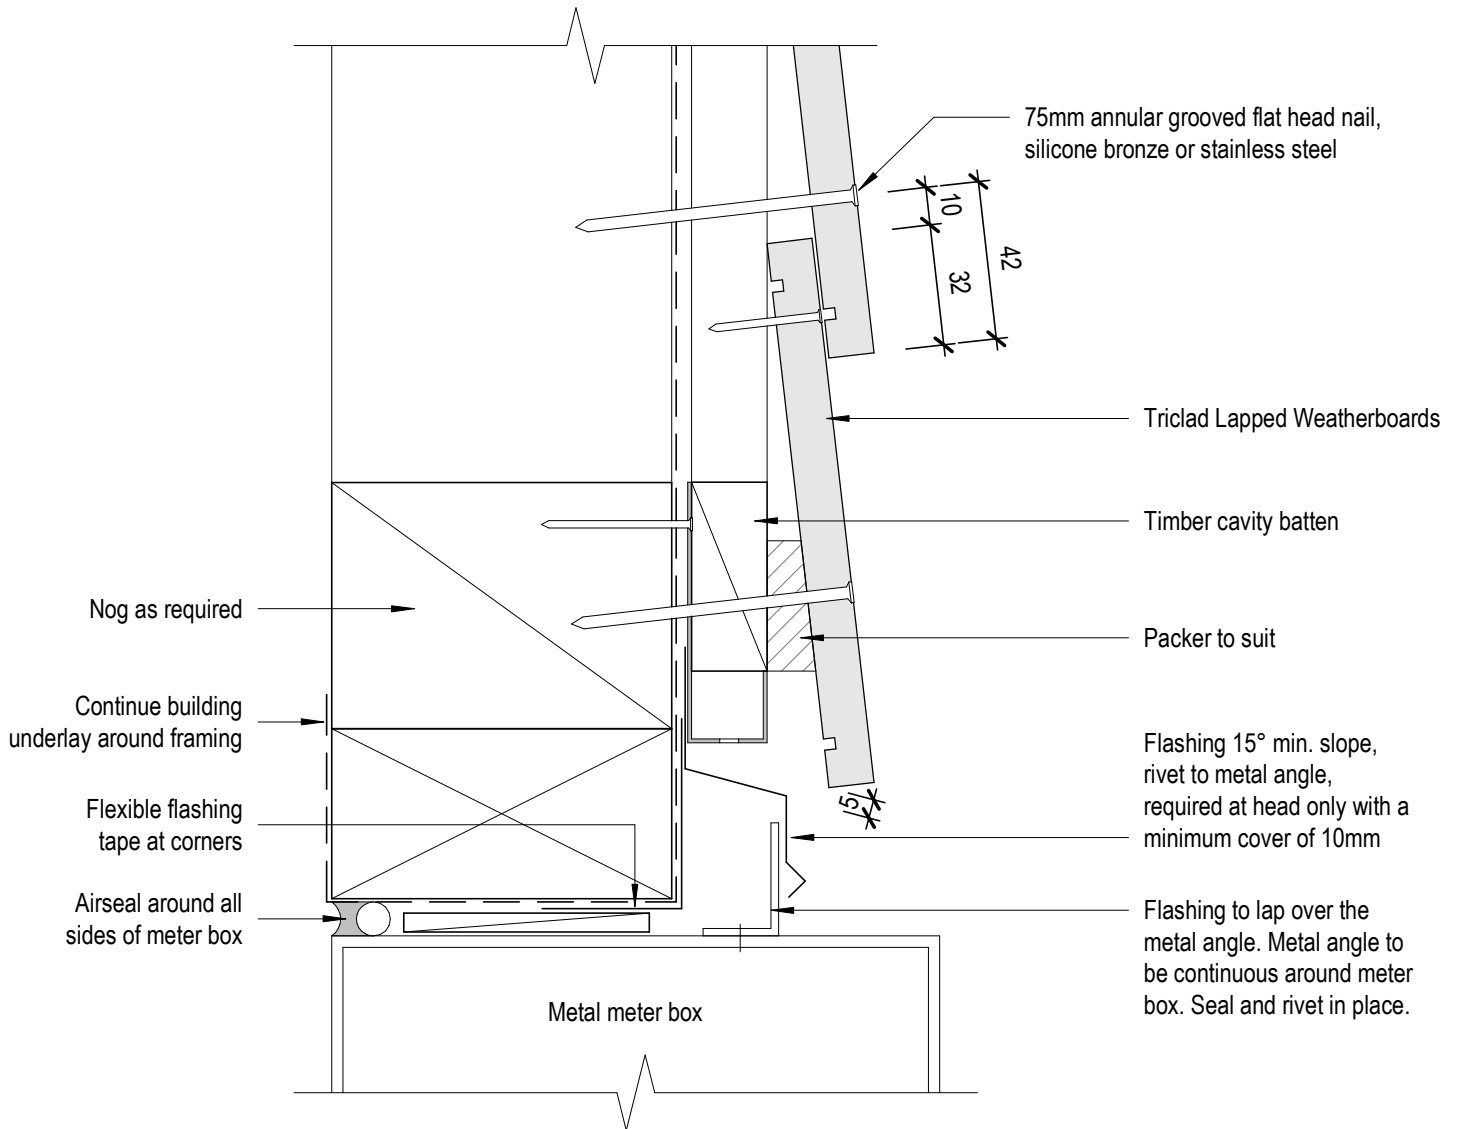 75mm annular grooved flat head nail,
silicone bronze or stainless steel
10
42
32
Triclad Lapped Weatherboards
Timber cavity batten
Nog as required
Packer to suit
Continue building
underlay around framing
Flashing 15° min. slope,
rivet to metal angle,
required at head only with a
minimum cover of 10mm
5
Flexible flashing
tape at corners
Airseal around all
sides of meter box
Flashing to lap over the
metal angle. Metal angle to
be continuous around meter
box. Seal and rivet in place.
Metal meter box